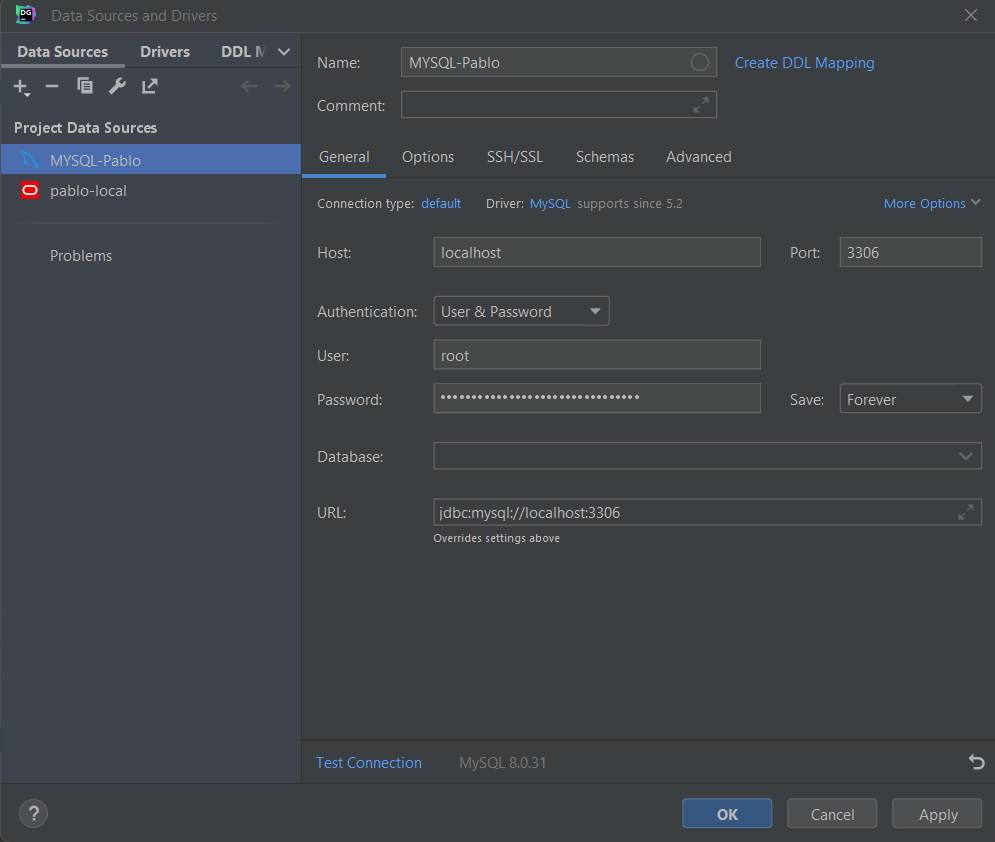 DG
Data Sources and Drivers
Data Sources Drivers DDL M
Project Data Sources
MYSQL-Pablo
pablo-local
Problems
Name: MYSQL-Pablo Create DDL Mapping
Comment:
General Options SSH/SSL Schemas Advanced
Connection type: default Driver: MySQL supports since 5.2 More Options
Host: localhost Port: 3306
Authentication: User & Password
User: root
Password: •••••••••••••••••••••••••••••••• Save: Forever
Database:
URL: jdbc:mysql://localhost:3306
Overrides settings above
Test Connection MySQL 8.0.31
? OK Cancel Apply